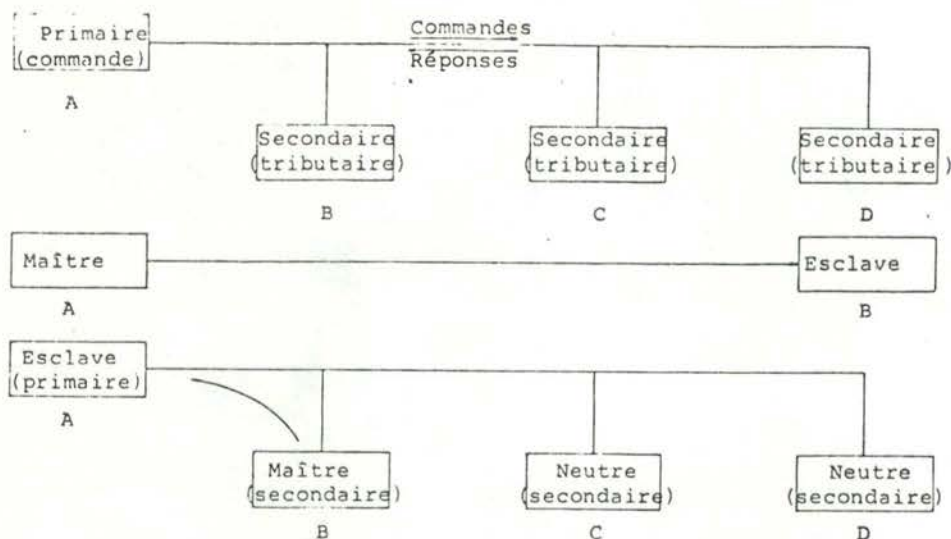 Primaire
(commande)
A
Commandes
Réponses
Secondaire
(tributaire)
B
Secondaire
(tributaire)
C
Secondaire
(tributaire)
D
Maître
A
Esclave
B
Esclave
(primaire)
A
Maître
(secondaire)
B
Neutre
(secondaire)
C
Neutre
(secondaire)
D